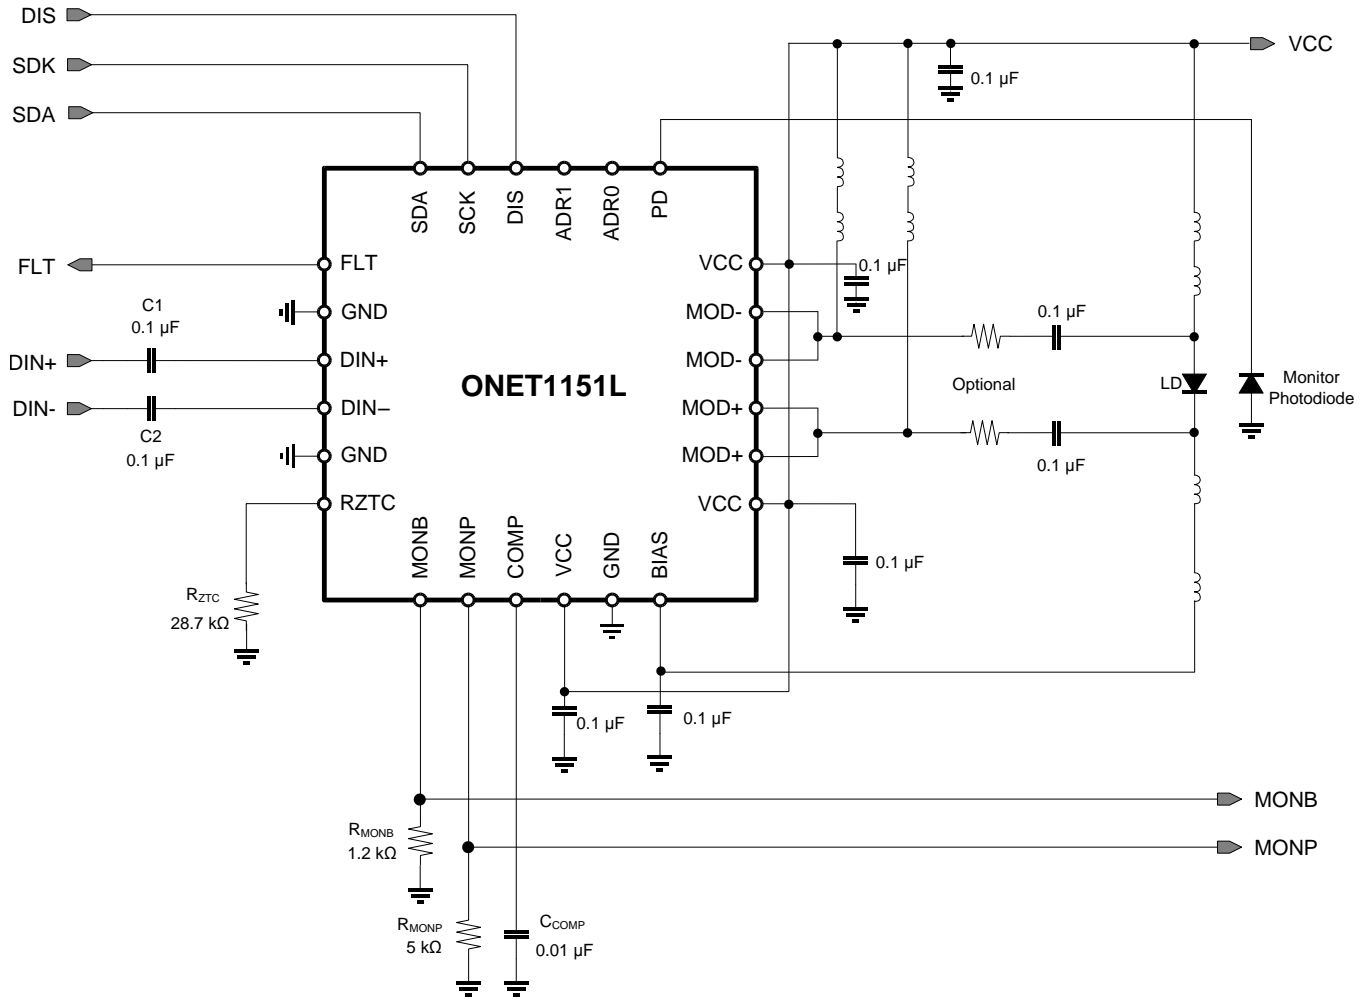 DIS
SDK
SDA
VCC
0.1 µF
SDA
SCK
DIS
ADR1
ADR0
PD
FLT
FLT
GND
DIN+
DIN–
GND
RZTC
VCC
MOD-
MOD-
MOD+
MOD+
VCC
0.1 µF
C1
0.1 µF
DIN+
DIN-
C2
0.1 µF
ONET1151L
0.1 µF
Optional
0.1 µF
LD
Monitor
Photodiode
MONB
MONP
COMP
VCC
GND
BIAS
0.1 µF
RZTC
28.7 kΩ
0.1 µF
0.1 µF
MONB
MONP
RMONB
1.2 kΩ
RMONP
5 kΩ
CCOMP
0.01 µF